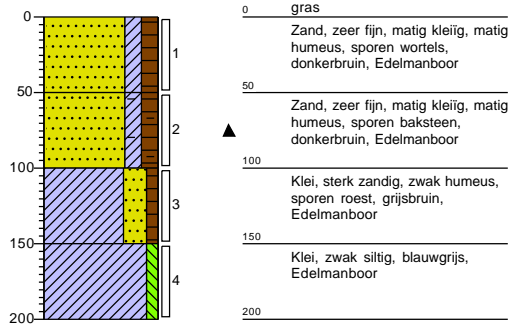 0
50
100
150
200
1
2
3
4
0 gras
Zand, zeer fijn, matig kleiïg, matig
humeus, sporen wortels,
donkerbruin, Edelmanboor
50
Zand, zeer fijn, matig kleiïg, matig
humeus, sporen baksteen,
donkerbruin, Edelmanboor
100
Klei, sterk zandig, zwak humeus,
sporen roest, grijsbruin,
Edelmanboor
150
Klei, zwak siltig, blauwgrijs,
Edelmanboor
200